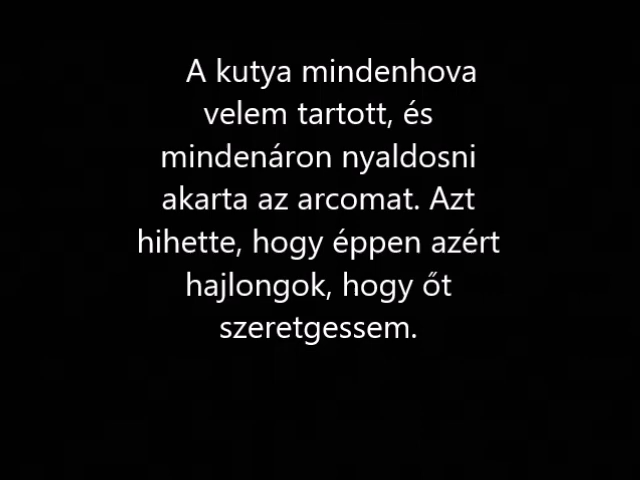 A kutya mindenhova
velem tartott, és
mindenáron nyaldosni
akarta az arcomat. Azt
hihette, hogy éppen azért
hajlongok, hogy őt
szeretgessem.